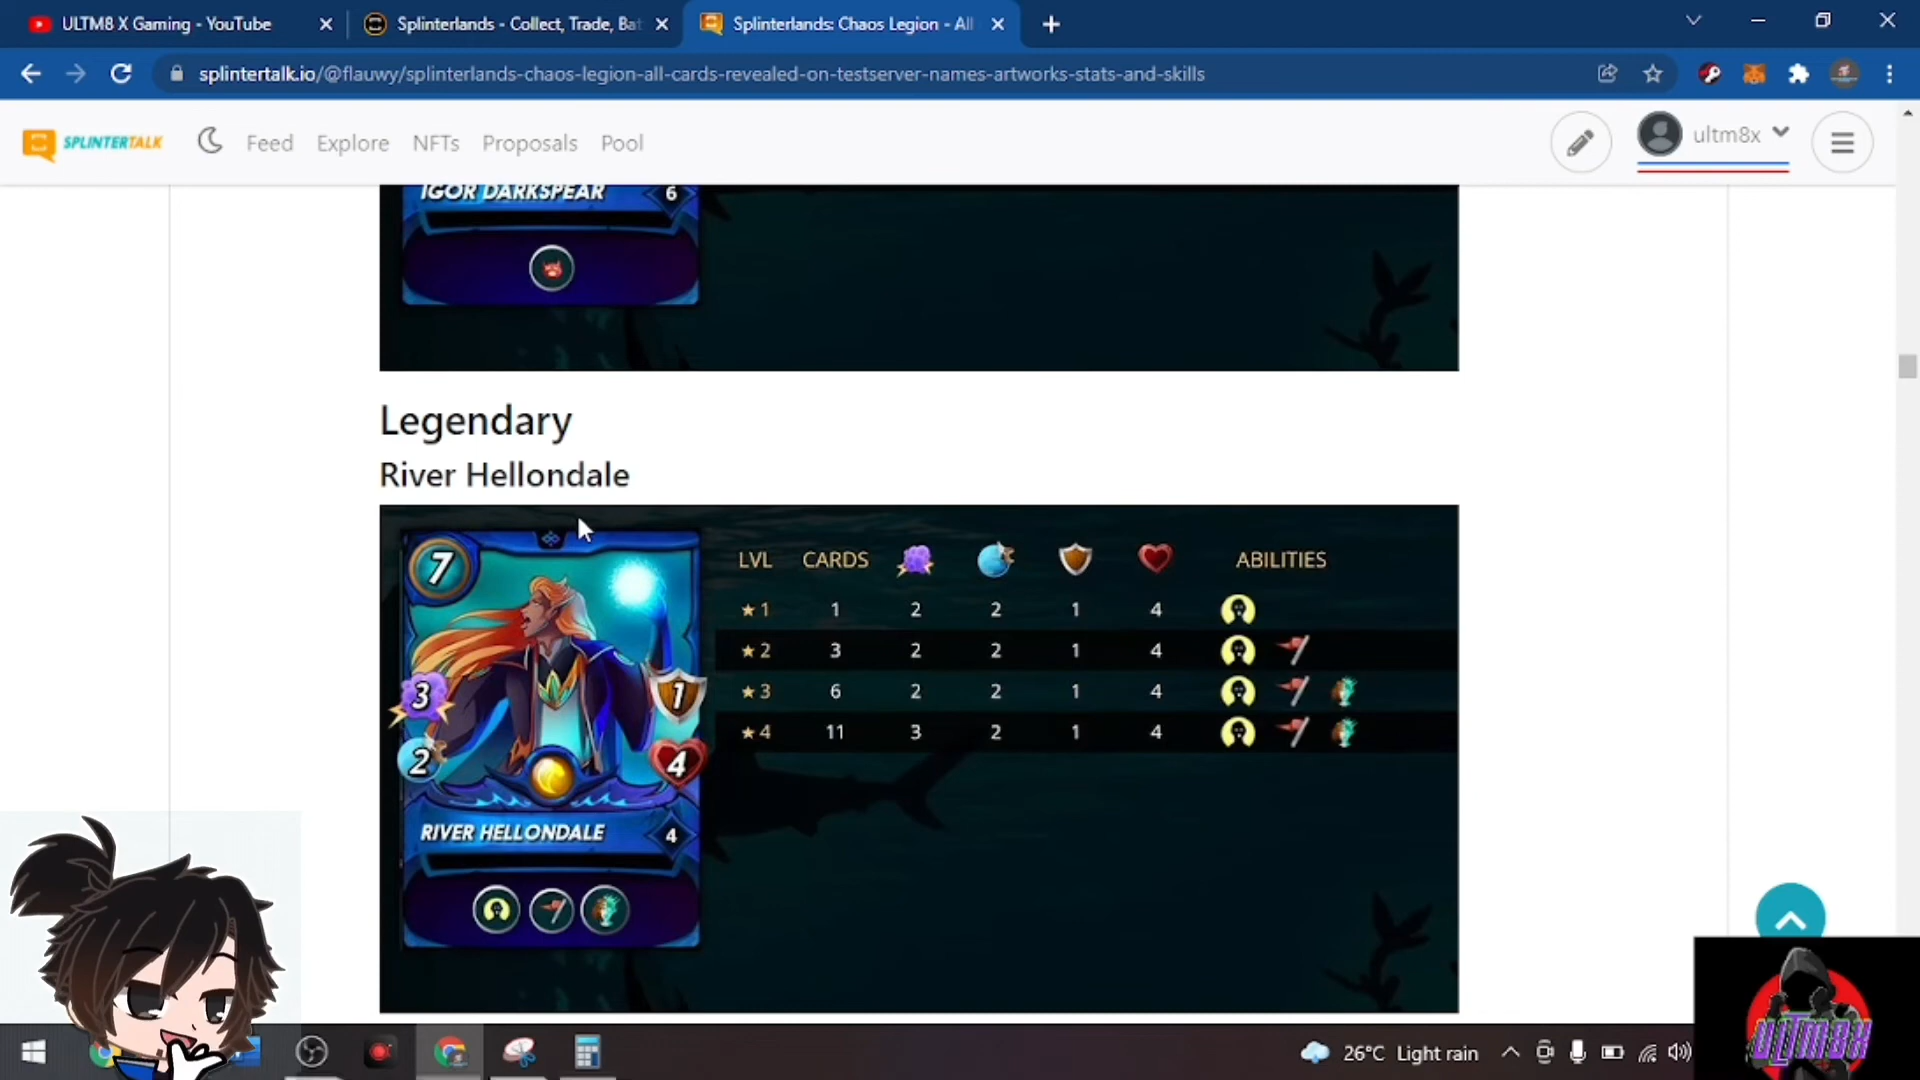 ULTM8 X Gaming - YouTube
Splinterlands - Collect, Trade, Bat
Splinterlands: Chaos Legion - All
splintertalk.io/@flauwy/splinterlands-chaos-legion-all-cards-revealed-on-testserver-names-artworks-stats-and-skills
SPLINTERTALK Feed Explore NFTs Proposals Pool ultm8x
IGOR DARKSPEAR 6
Legendary
River Hellondale
7
3
1
2
4
RIVER HELLONDALE 4
LVL CARDS ABILITIES
1 1 2 2 1 4
2 3 2 2 1 4
3 6 2 2 1 4
4 11 3 2 1 4
ULTM8X
26°C Light rain